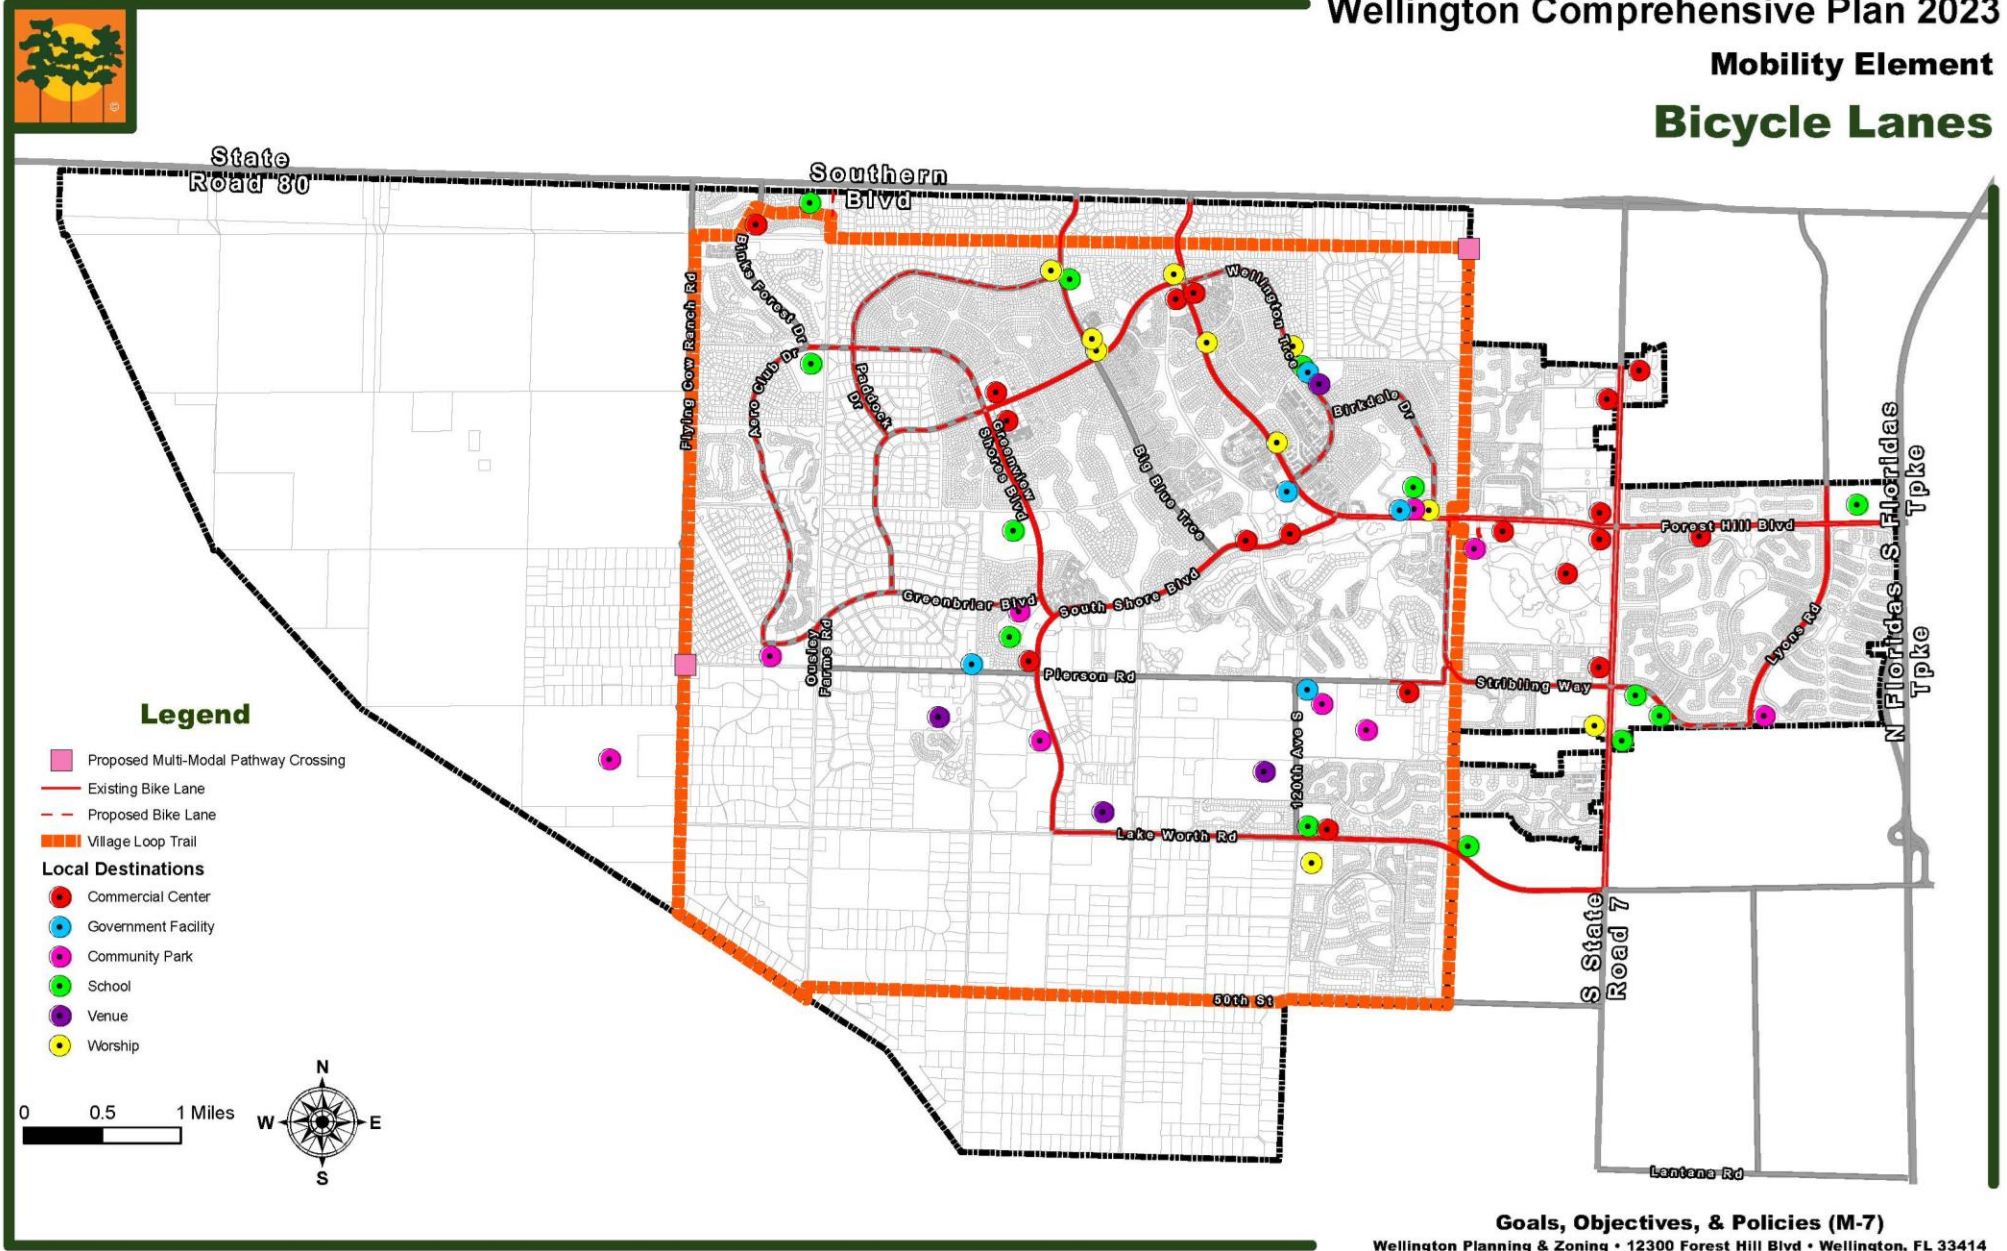 Wellington Comprehensive Plan 2023
Mobility Element
Bicycle Lanes
©
State
Road 80
Southern
Blvd
Binks Forest Dr
Flying Cow Ranch Rd
Aero Club Dr
Paddock
Dr
Greenview
Shores Blvd
Wellington Trce
Birkdale Dr
Big Blue Trce
Forest Hill Blvd
S Floridas
Tpke
N Floridas
Tpke
Lyons Rd
Greenbriar Blvd
South Shore Blvd
Ousley
Farms Rd
Pierson Rd
Stribling Way
120th Ave S
Lake Worth Rd
S State
Road 7
50th St
Lantana Rd
Legend
Proposed Multi-Modal Pathway Crossing
Existing Bike Lane
Proposed Bike Lane
Village Loop Trail
Local Destinations
Commercial Center
Government Facility
Community Park
School
Venue
Worship
0 0.5 1 Miles
N
W E
S
Goals, Objectives, & Policies (M-7)
Wellington Planning & Zoning • 12300 Forest Hill Blvd • Wellington, FL 33414